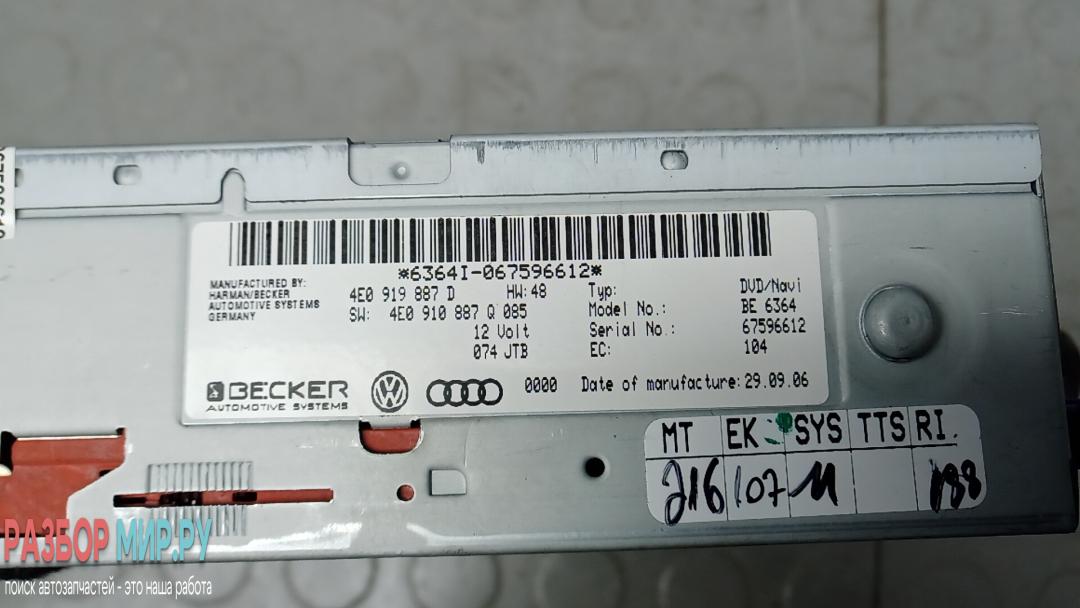 *6364I-067596612*
MANUFACTURED BY:
HARMAN/BECKER
AUTOMOTIVE SYSTEMS
GERMANY
4E0 919 887 D HW:48
SW: 4E0 910 887 Q 085
12 Volt
074 JTB
Typ: DVD/Navi
Model No.: BE 6364
Serial No.: 67596612
EC: 104
BECKER
AUTOMOTIVE SYSTEMS
0000 Date of manufacture: 29.09.06
MT EK SYS TTS RI.
216 107 11 188
РАЗБОР МИР.РУ
поиск автозапчастей - это наша работа